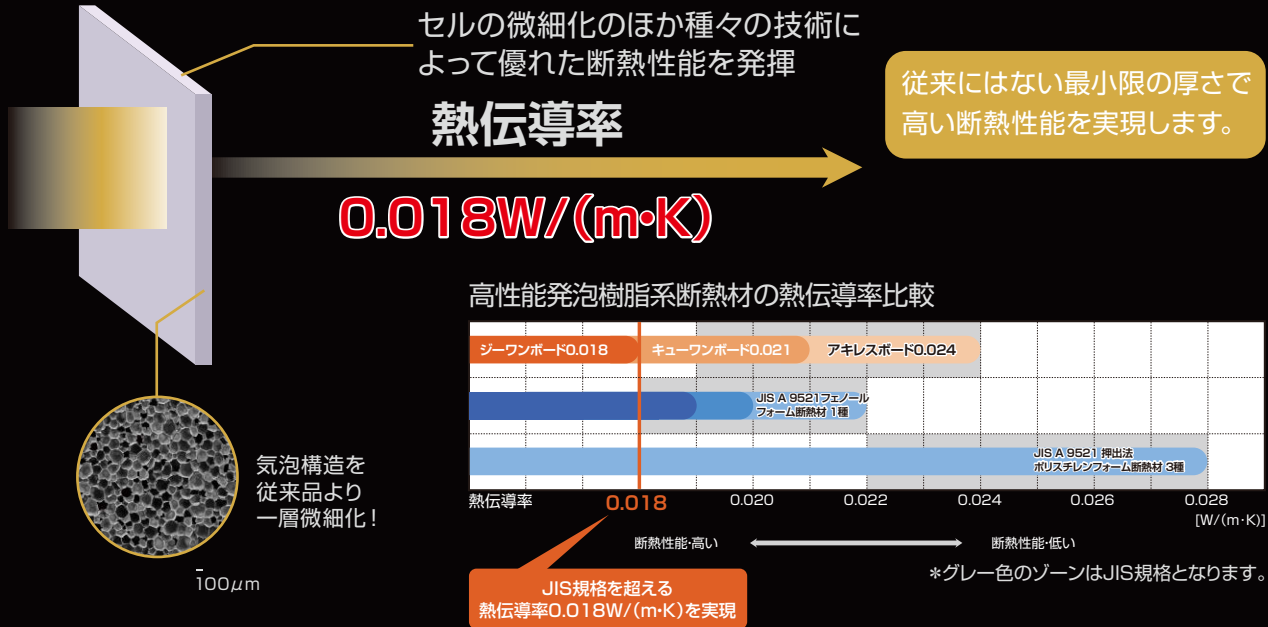 セルの微細化のほか種々の技術に
よって優れた断熱性能を発揮
熱伝導率
0.018W/(m・K)
従来にはない最小限の厚さで
高い断熱性能を実現します。
気泡構造を
従来品より
一層微細化!
100μm
高性能発泡樹脂系断熱材の熱伝導率比較
ジーワンボード0.018
キューワンボード0.021
アキレスボード0.024
JIS A 9521フェノール
フォーム断熱材 1種
JIS A 9521 押出法
ポリスチレンフォーム断熱材 3種
熱伝導率 0.018 0.020 0.022 0.024 0.026 0.028
[W/(m・K)]
断熱性能・高い 断熱性能・低い
*グレー色のゾーンはJIS規格となります。
JIS規格を超える
熱伝導率0.018W/(m・K)を実現